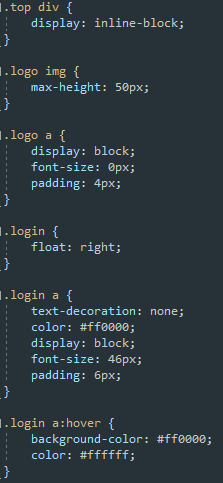 .top div {
display: inline-block;
}
.logo img {
max-height: 50px;
}
.logo a {
display: block;
font-size: 0px;
padding: 4px;
}
.login {
float: right;
}
.login a {
text-decoration: none;
color: #ff0000;
display: block;
font-size: 46px;
padding: 6px;
}
.login a:hover {
background-color: #ff0000;
color: #ffffff;
}